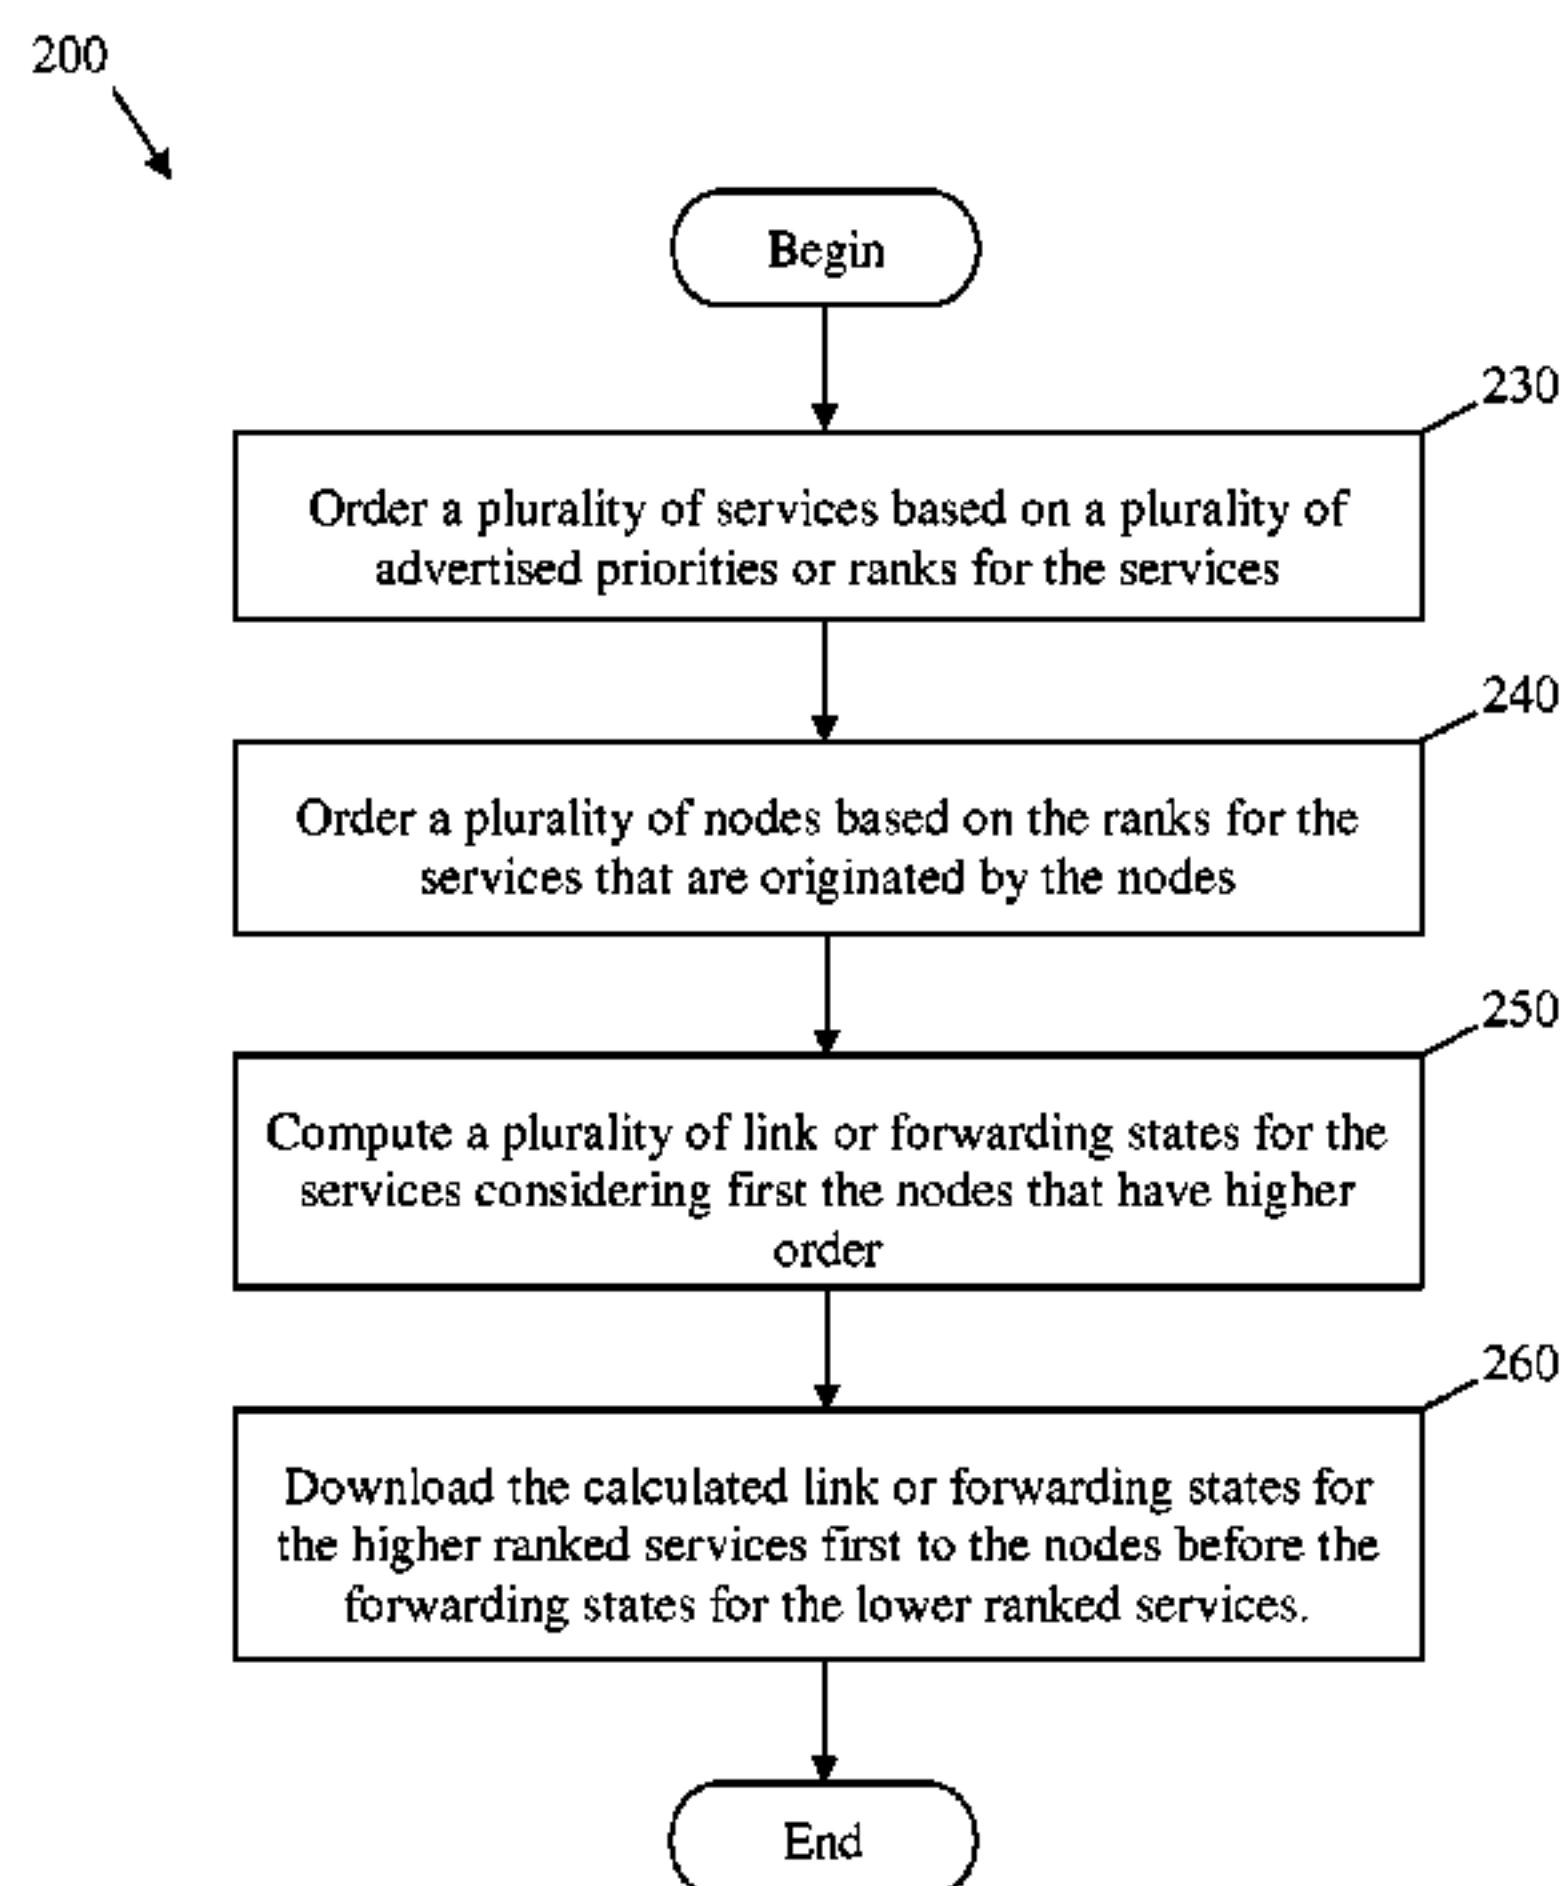 200
Begin
230
Order a plurality of services based on a plurality of
advertised priorities or ranks for the services
240
Order a plurality of nodes based on the ranks for the
services that are originated by the nodes
250
Compute a plurality of link or forwarding states for the
services considering first the nodes that have higher
order
260
Download the calculated link or forwarding states for
the higher ranked services first to the nodes before the
forwarding states for the lower ranked services.
End